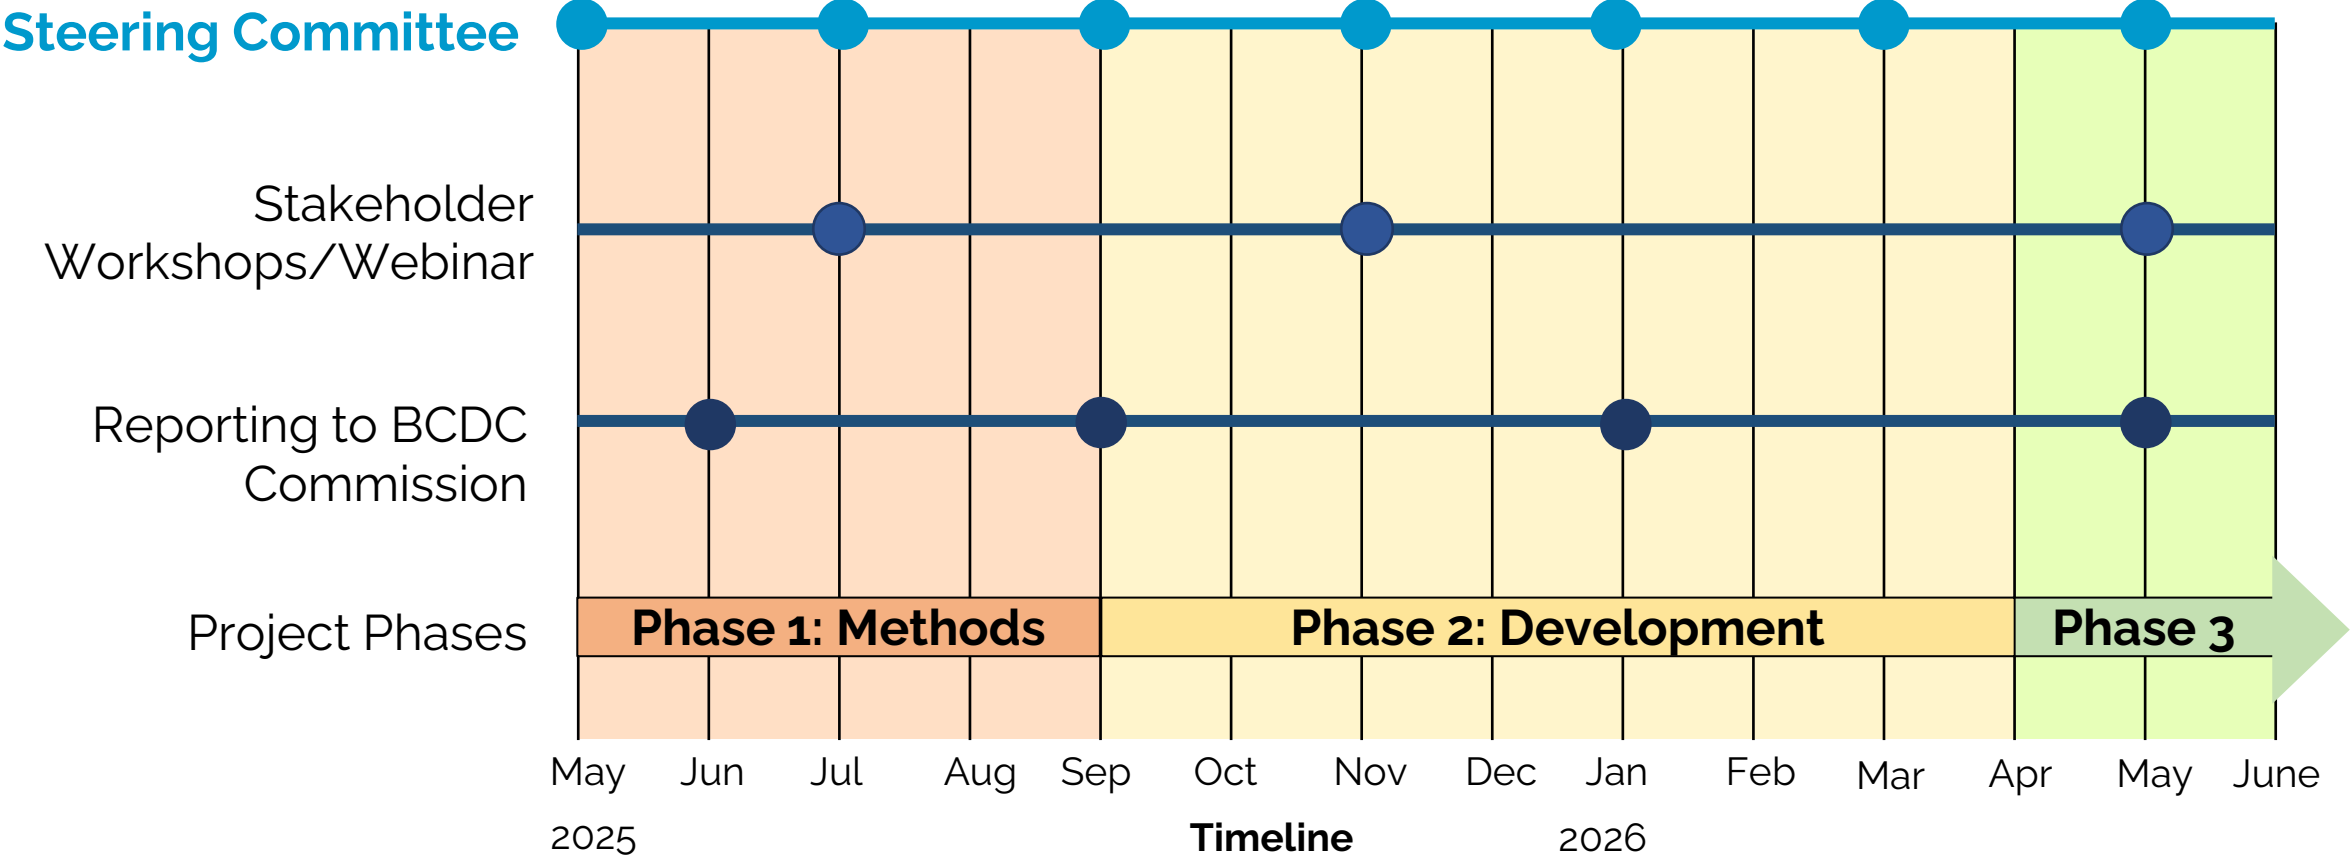 Steering Committee
Stakeholder
Workshops/Webinar
Reporting to BCDC
Commission
Project Phases
Phase 1: Methods
Phase 2: Development
Phase 3
May Jun Jul Aug Sep Oct Nov Dec Jan Feb Mar Apr May June
2025 Timeline 2026